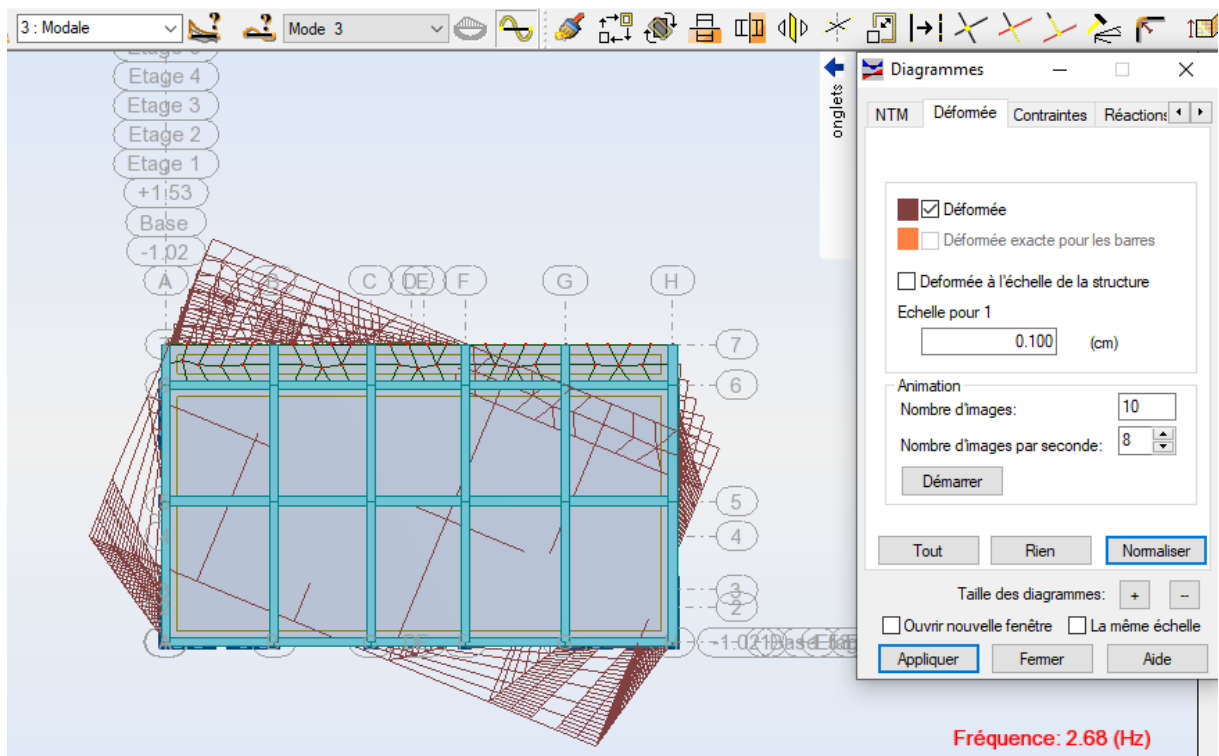 3 : Modale
Mode 3
Etage 4
Etage 3
Etage 2
Etage 1
+1.53
Base
-1.02
A B C D E F G H
7
6
5
4
3
2
-1.02
onglets
Diagrammes
NTM Déformée Contraintes Réactions
Déformée
Déformée exacte pour les barres
Deformée à l'échelle de la structure
Echelle pour 1
0.100 (cm)
Animation
Nombre d'images: 10
Nombre d'images par seconde: 8
Démarrer
Tout Rien Normaliser
Taille des diagrammes: + --
Ouvrir nouvelle fenêtre La même échelle
Appliquer Fermer Aide
Fréquence: 2.68 (Hz)